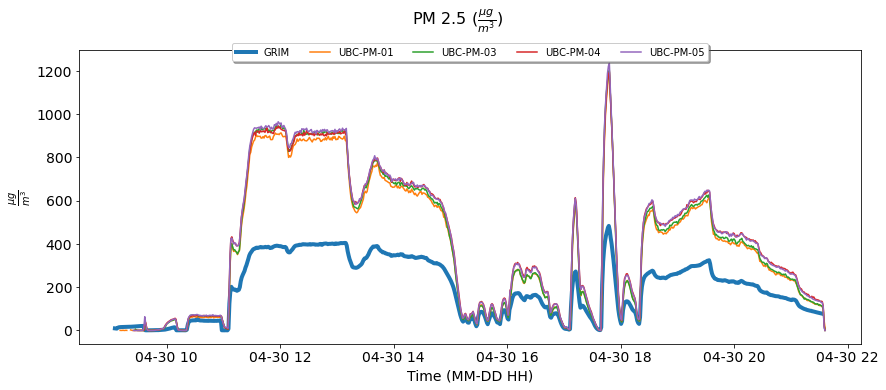 PM 2.5 (μg/m³)
GRIM UBC-PM-01 UBC-PM-03 UBC-PM-04 UBC-PM-05
1200
1000
800
600
400
200
0
μg/m³
04-30 10 04-30 12 04-30 14 04-30 16 04-30 18 04-30 20 04-30 22
Time (MM-DD HH)